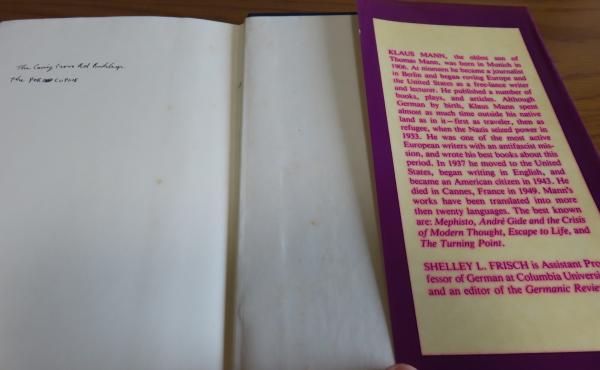 The
The
KLAUS MANN, the oldest son of
Thomas Mann, was born in Munich in
1906. At nineteen he became a journalist
in Berlin and began roving Europe and
the United States as a free-lance writer
and lecturer. He published a number of
books, plays, and articles. Although
German by birth, Klaus Mann spent
almost as much time outside his native
land as in it—first as traveler, then as
refugee, when the Nazis seized power in
1933. He was one of the most active
European writers with an antifascist mis-
sion, and wrote his best books about this
period. In 1937 he moved to the United
States, began writing in English, and
became an American citizen in 1943. He
died in Cannes, France in 1949. Mann's
works have been translated into more
then twenty languages. The best known
are: Mephisto, André Gide and the Crisis
of Modern Thought, Escape to Life, and
The Turning Point.
SHELLEY L. FRISCH is Assistant Pro
fessor of German at Columbia Universi
and an editor of the Germanic Revie